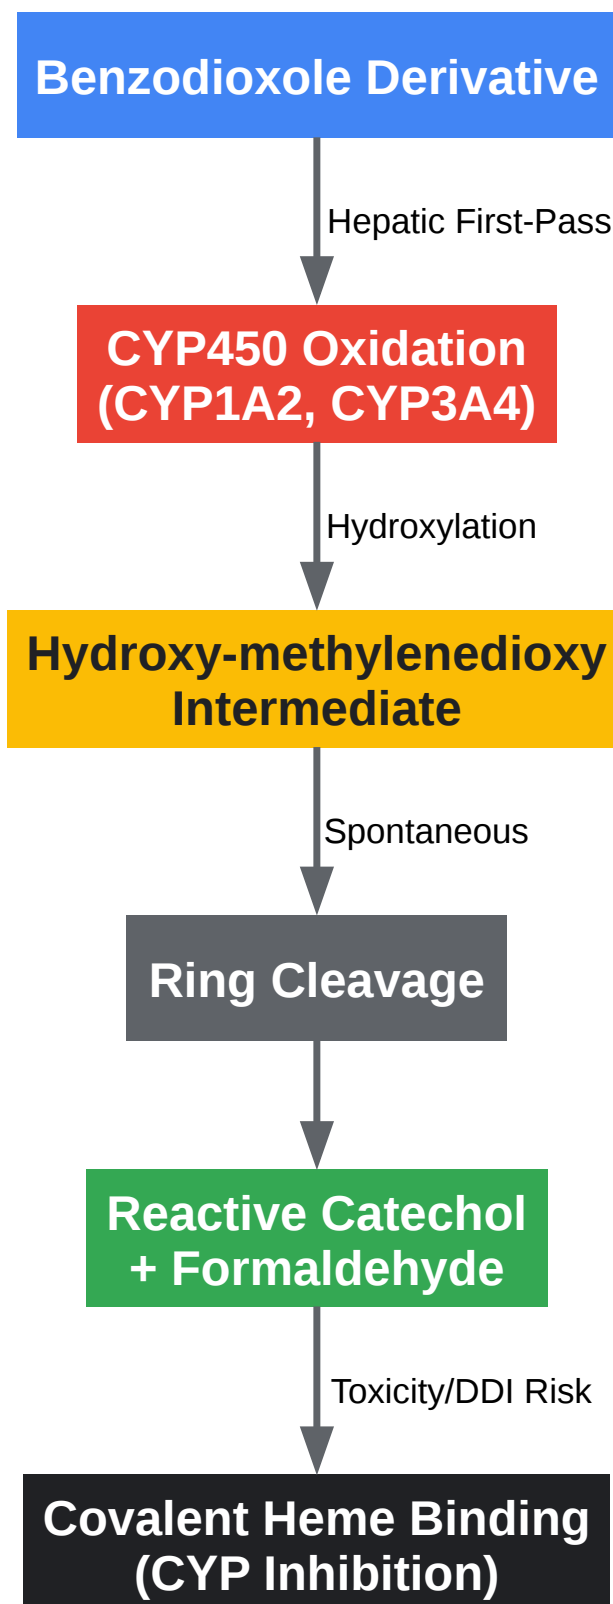 Benzodioxole Derivative
Hepatic First-Pass
CYP450 Oxidation
(CYP1A2, CYP3A4)
Hydroxylation
Hydroxy-methylenedioxy
Intermediate
Spontaneous
Ring Cleavage
Reactive Catechol
+ Formaldehyde
Toxicity/DDI Risk
Covalent Heme Binding
(CYP Inhibition)